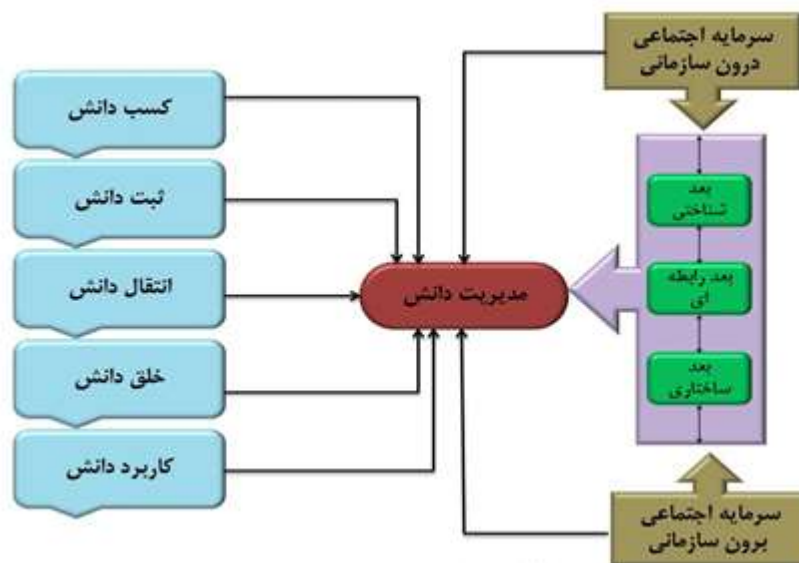 سرمایه اجتماعی
درون سازمانی
بعد
شناختی
بعد رابطه
ای
بعد
ساختاری
سرمایه اجتماعی
برون سازمانی
مدیریت دانش
کسب دانش
ثبت دانش
انتقال دانش
خلق دانش
کاربرد دانش